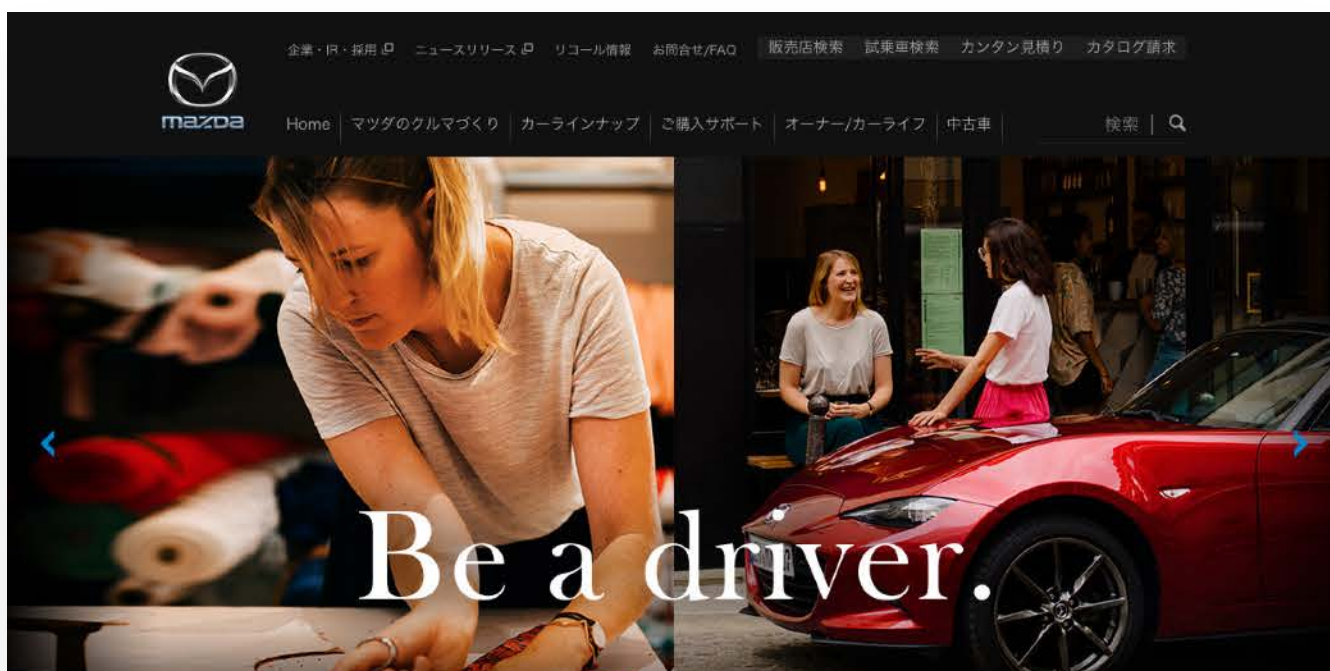 企業・IR・採用 ニュースリリース リコール情報 お問合せ/FAQ 販売店検索 試乗車検索 カンタン見積り カタログ請求
mazda
Home マツダのクルマづくり カーラインナップ ご購入サポート オーナー/カーライフ 中古車 検索
Be a driver.